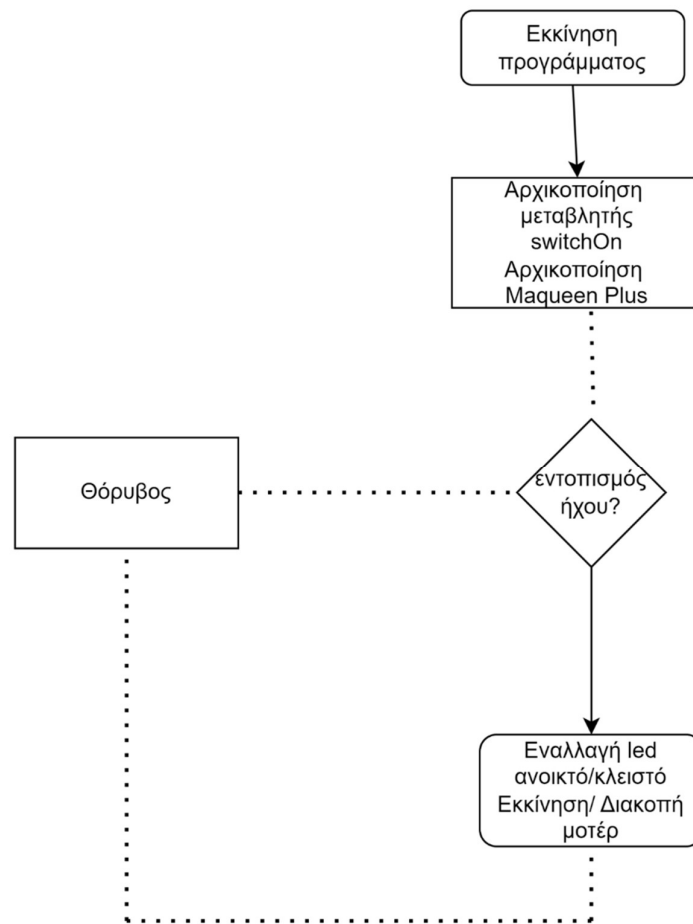 Εκκίνηση
προγράμματος
Αρχικοποίηση
μεταβλητής
switchOn
Αρχικοποίηση
Maqueen Plus
Θόρυβος
εντοπισμός
ήχου?
Εναλλαγή led
ανοικτό/κλειστό
Εκκίνηση/ Διακοπή
μοτέρ